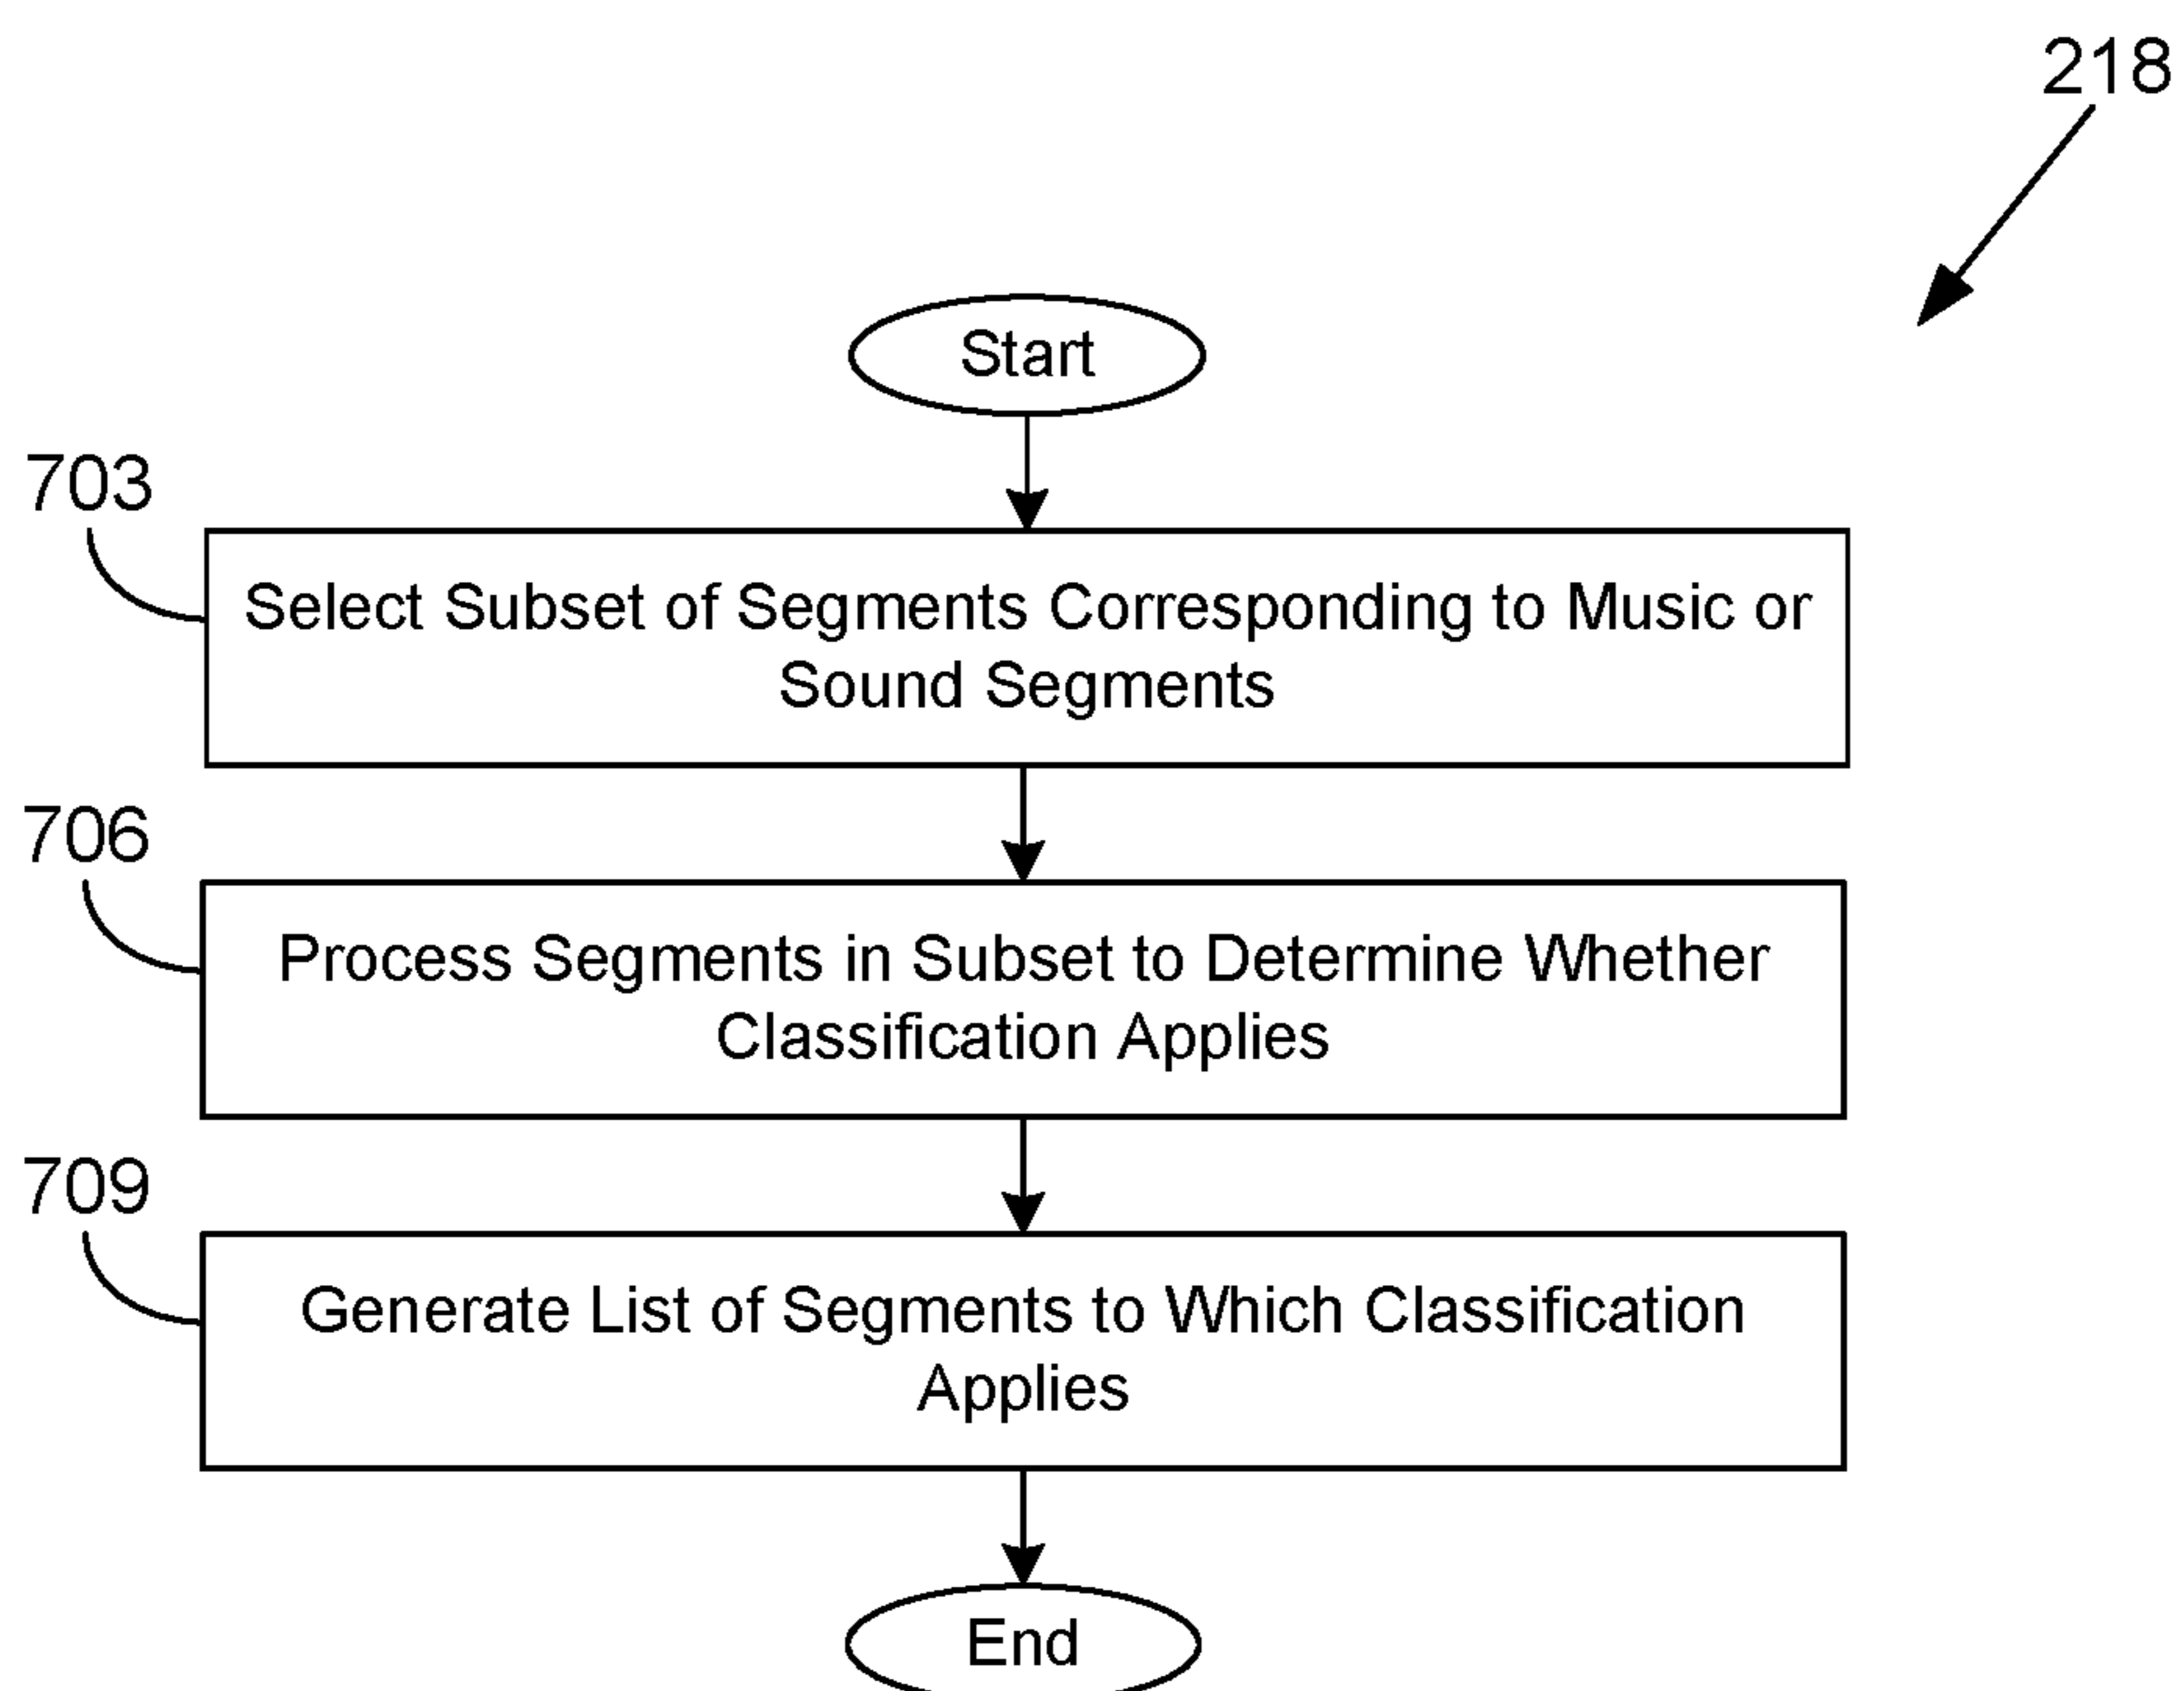 218
Start
703
Select Subset of Segments Corresponding to Music or
Sound Segments
706
Process Segments in Subset to Determine Whether
Classification Applies
709
Generate List of Segments to Which Classification
Applies
End